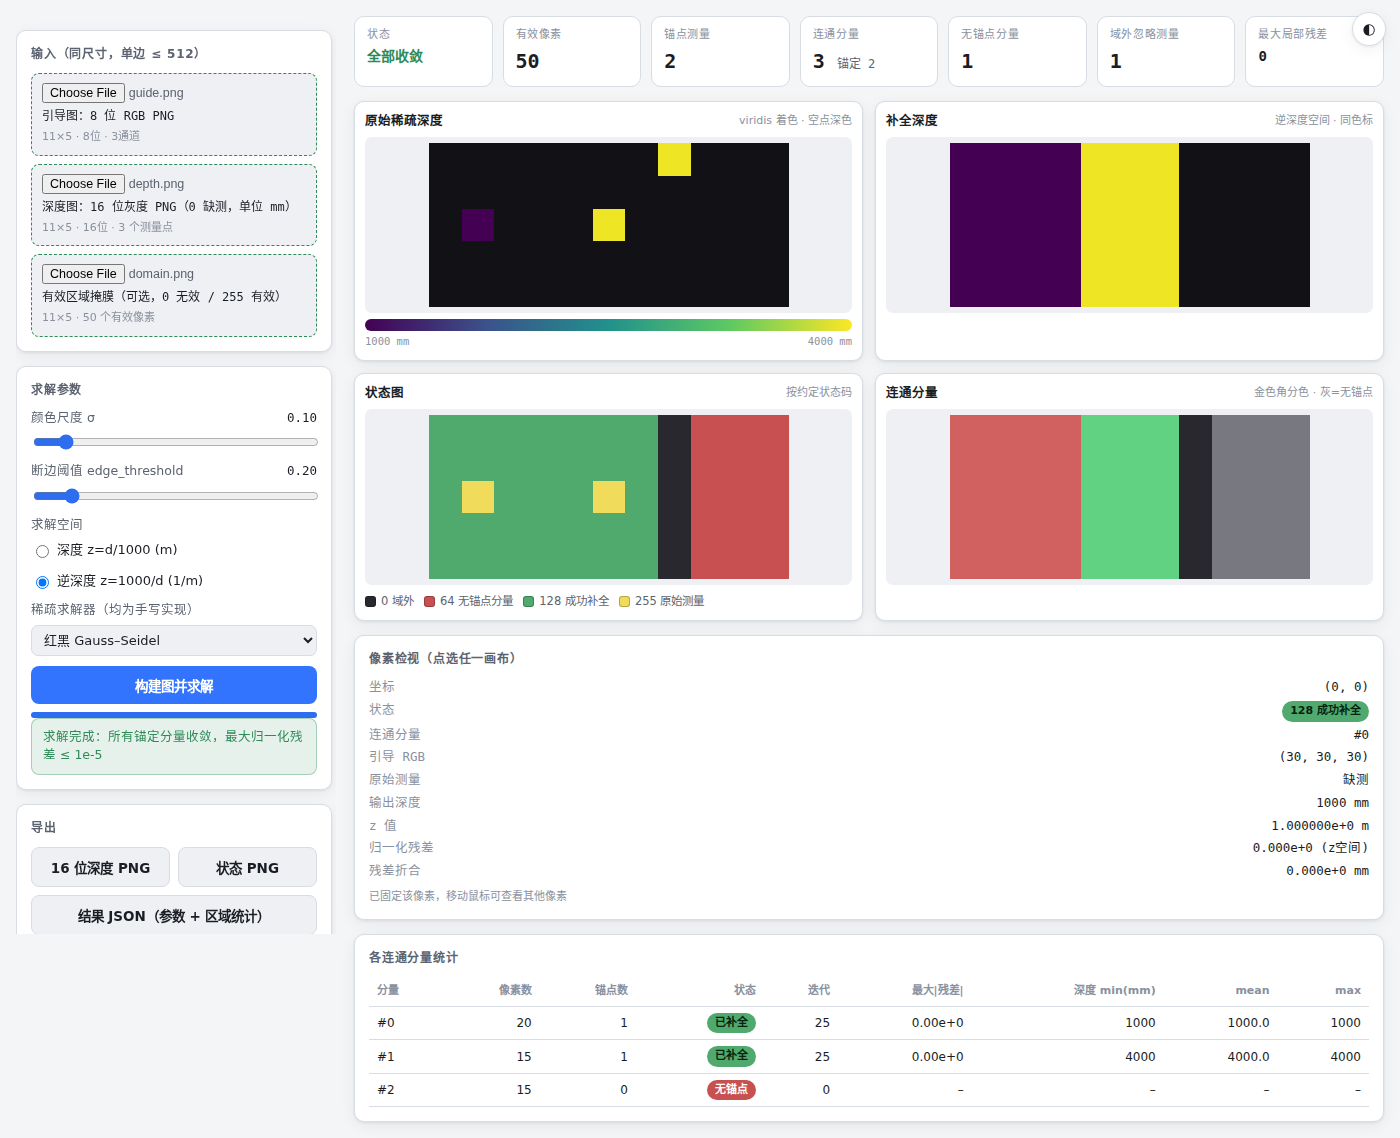 输入（同尺寸，单边 ≤ 512）
Choose File guide.png
引导图：8 位 RGB PNG
11×5 · 8位 · 3通道
Choose File depth.png
深度图：16 位灰度 PNG（0 缺测，单位 mm）
11×5 · 16位 · 3 个测量点
Choose File domain.png
有效区域掩膜（可选，0 无效 / 255 有效）
11×5 · 50 个有效像素
求解参数
颜色尺度 σ 0.10
断边阈值 edge_threshold 0.20
求解空间
深度 z=d/1000 (m)
逆深度 z=1000/d (1/m)
稀疏求解器（均为手写实现）
红黑 Gauss–Seidel
构建图并求解
求解完成：所有锚定分量收敛，最大归一化残
差 ≤ 1e-5
导出
16 位深度 PNG 状态 PNG
结果 JSON（参数 + 区域统计）
状态
全部收敛
有效像素
50
锚点测量
2
连通分量
3 锚定 2
无锚点分量
1
域外忽略测量
1
最大局部残差
0
原始稀疏深度 viridis 着色 · 空点深色
1000 mm 4000 mm
补全深度 逆深度空间 · 同色标
状态图 按约定状态码
0 域外 64 无锚点分量 128 成功补全 255 原始测量
连通分量 金色角分色 · 灰=无锚点
像素检视（点选任一画布）
坐标 (0, 0)
状态 128 成功补全
连通分量 #0
引导 RGB (30, 30, 30)
原始测量 缺测
输出深度 1000 mm
z 值 1.000000e+0 m
归一化残差 0.000e+0 (z空间)
残差折合 0.000e+0 mm
已固定该像素，移动鼠标可查看其他像素
各连通分量统计
分量 像素数 锚点数 状态 迭代 最大|残差| 深度 min(mm) mean max
#0 20 1 已补全 25 0.00e+0 1000 1000.0 1000
#1 15 1 已补全 25 0.00e+0 4000 4000.0 4000
#2 15 0 无锚点 0 – – – –